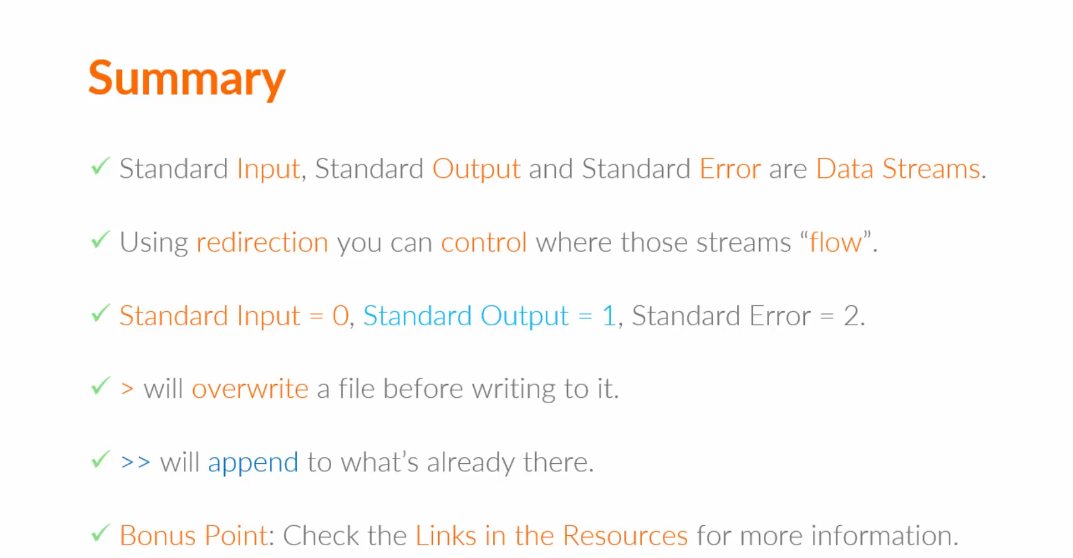 Summary
✓ Standard Input, Standard Output and Standard Error are Data Streams.
✓ Using redirection you can control where those streams “flow”.
✓ Standard Input = 0, Standard Output = 1, Standard Error = 2.
✓ > will overwrite a file before writing to it.
✓ >> will append to what’s already there.
✓ Bonus Point: Check the Links in the Resources for more information.